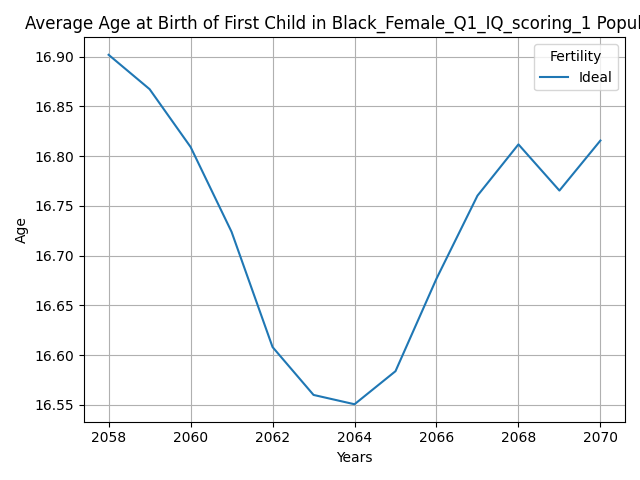 Average Age at Birth of First Child in Black_Female_Q1_IQ_scoring_1 Popul
16.90
16.85
16.80
16.75
16.70
16.65
16.60
16.55
Age
Fertility
Ideal
2058 2060 2062 2064 2066 2068 2070
Years